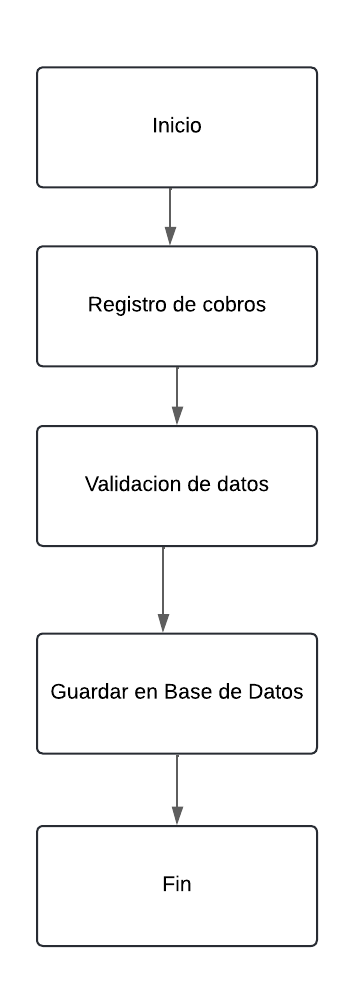 Inicio
Registro de cobros
Validacion de datos
Guardar en Base de Datos
Fin